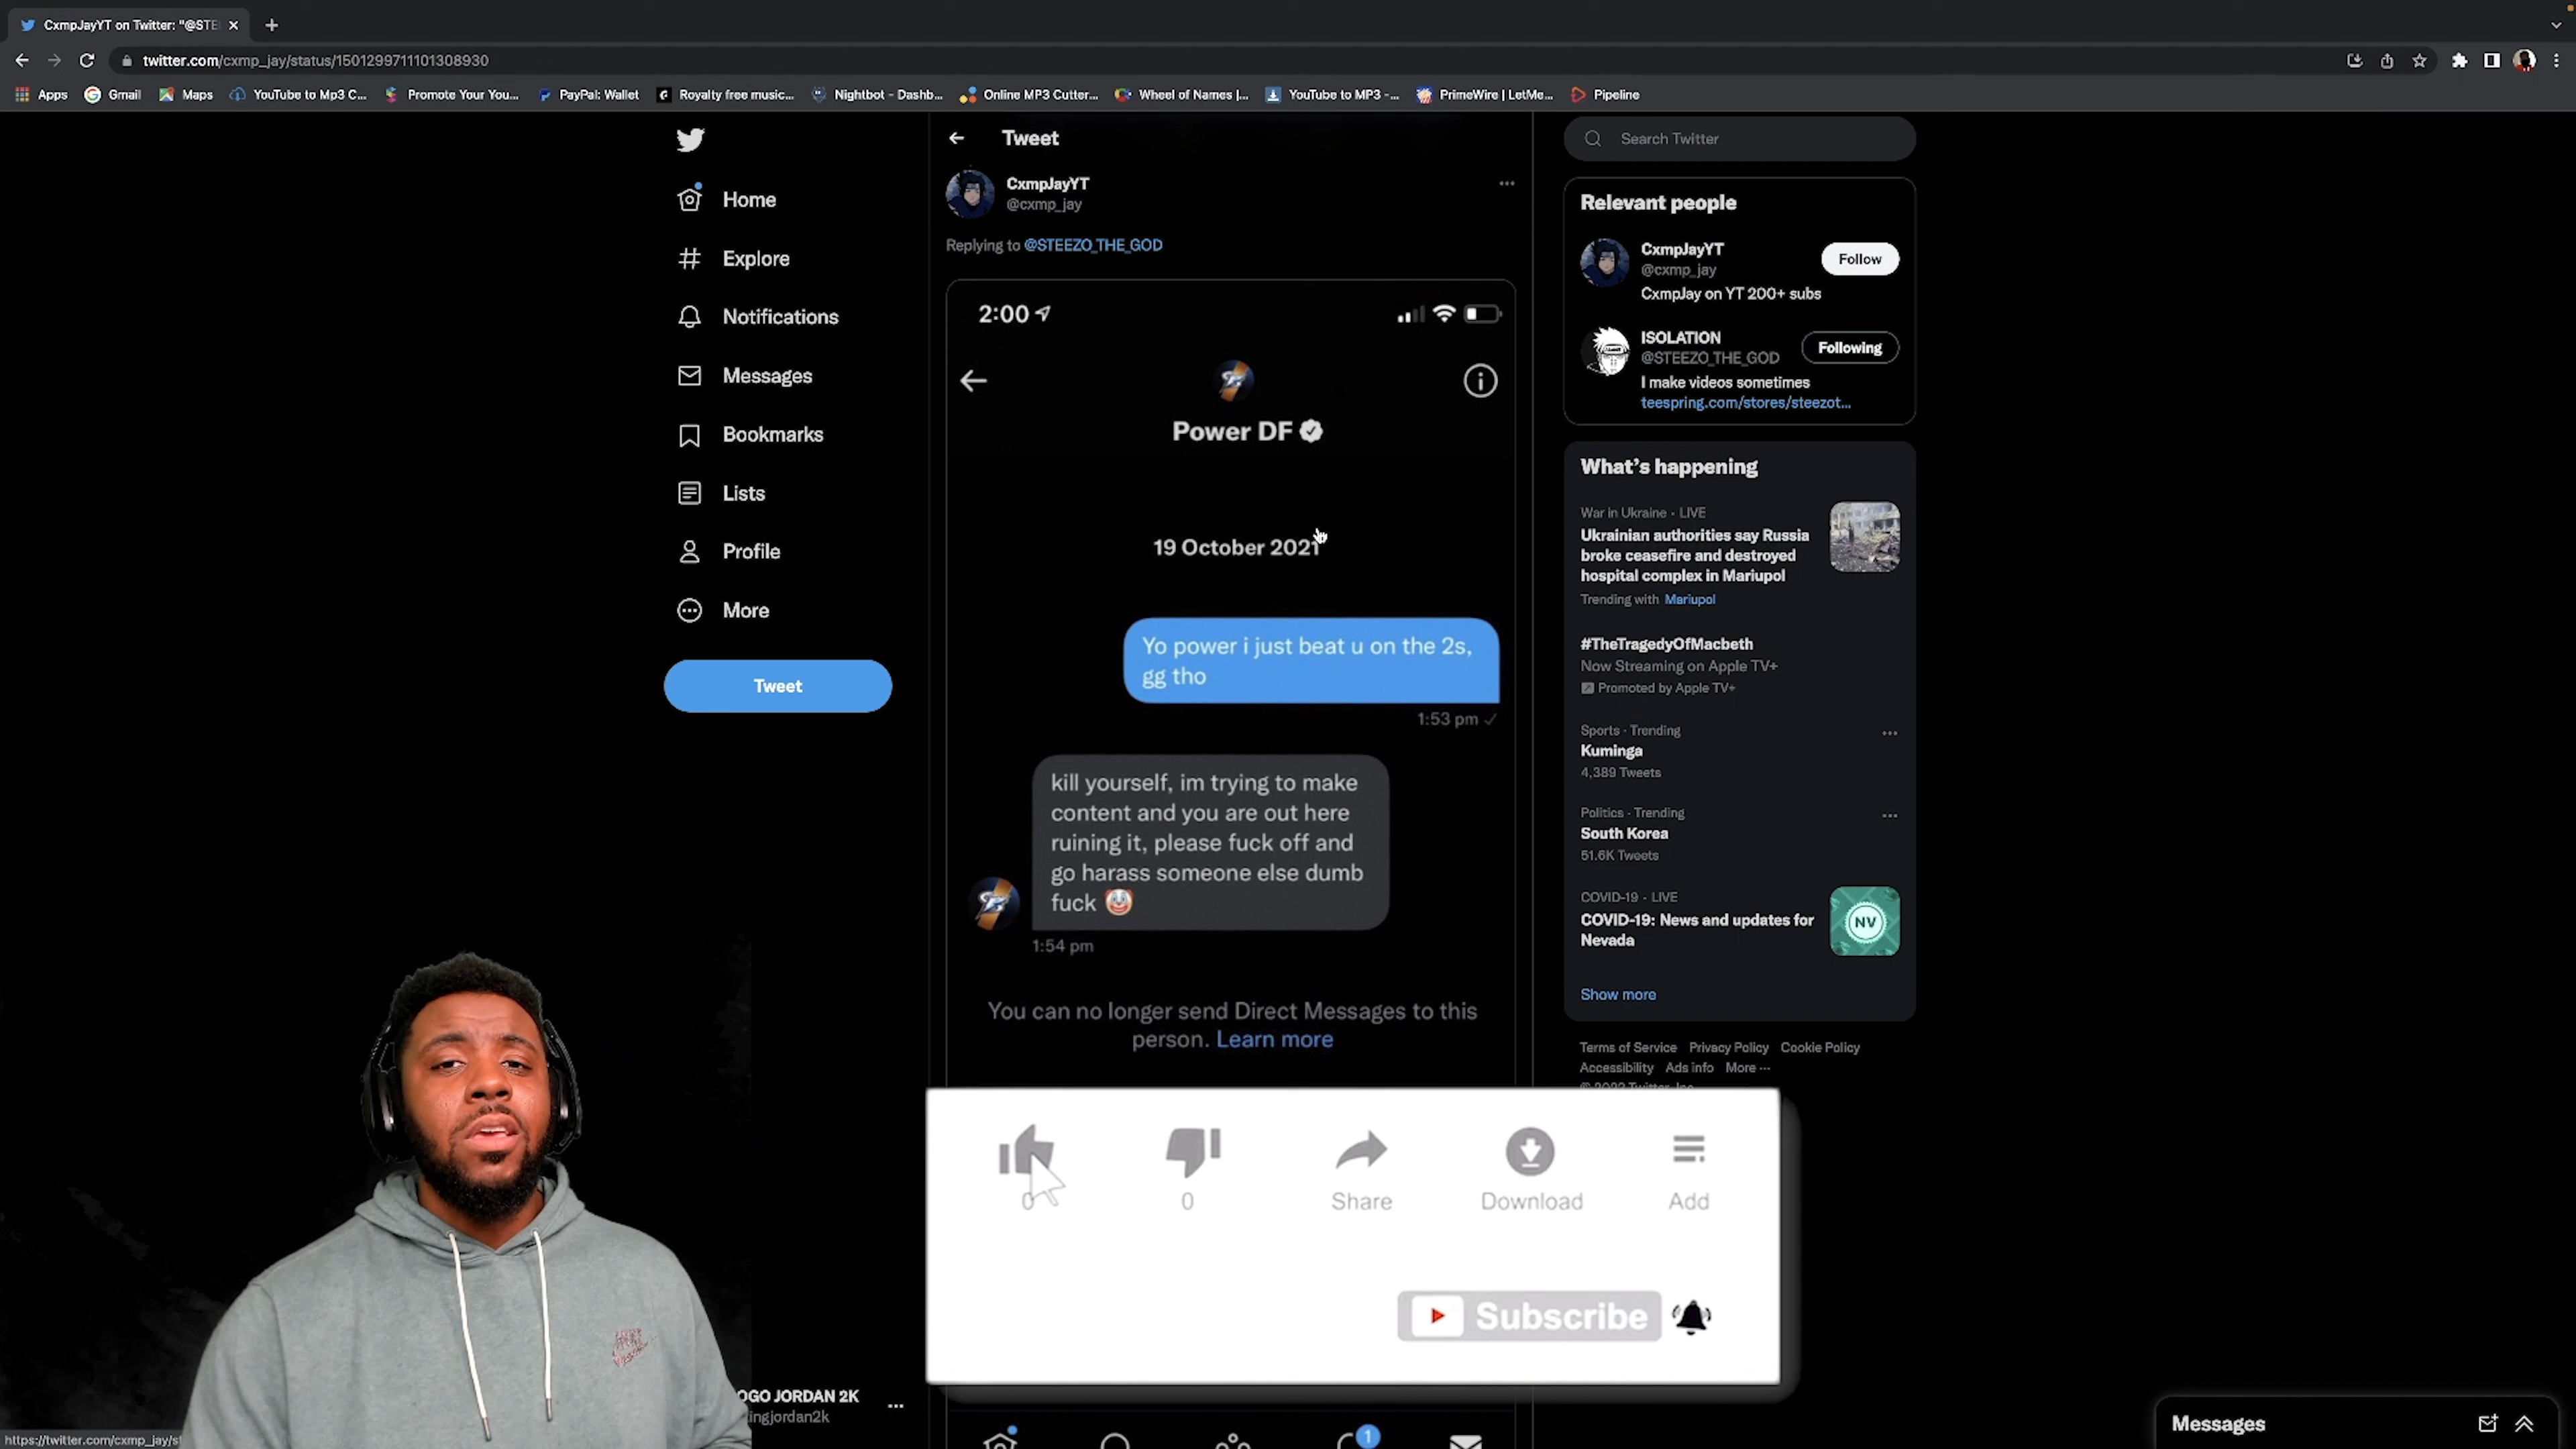 CxmpJayYT on Twitter: "@STE
twitter.com/cxmp_jay/status/1501299711101308930
Apps
Gmail
Maps
YouTube to Mp3 C...
Promote Your You...
PayPal: Wallet
Royalty free music...
Nightbot - Dashb...
Online MP3 Cutter...
Wheel of Names |...
YouTube to MP3 -...
PrimeWire | LetMe...
Pipeline
Home
Explore
Notifications
Messages
Bookmarks
Lists
Profile
More
Tweet
Tweet
CxmpJayYT
@cxmp_jay
Replying to @STEEZO_THE_GOD
2:00
Power DF
19 October 2021
Yo power i just beat u on the 2s,
gg tho
1:53 pm
kill yourself, im trying to make
content and you are out here
ruining it, please fuck off and
go harass someone else dumb
fuck 🤡
1:54 pm
You can no longer send Direct Messages to this
person. Learn more
0
0
Share
Download
Add
Subscribe
1
Search Twitter
Relevant people
CxmpJayYT
@cxmp_jay
Follow
CxmpJay on YT 200+ subs
ISOLATION
@STEEZO_THE_GOD
Following
I make videos sometimes
teespring.com/stores/steezot...
What's happening
War in Ukraine · LIVE
Ukrainian authorities say Russia
broke ceasefire and destroyed
hospital complex in Mariupol
Trending with Mariupol
#TheTragedyOfMacbeth
Now Streaming on Apple TV+
Promoted by Apple TV+
Sports · Trending
Kuminga
4,389 Tweets
Politics · Trending
South Korea
51.6K Tweets
COVID-19 · LIVE
COVID-19: News and updates for
Nevada
NV
Show more
Terms of Service Privacy Policy Cookie Policy
Accessibility Ads info More ...
© 2022 Twitter, Inc.
OGO JORDAN 2K
ingjordan2k
https://twitter.com/cxmp_jay/st
Messages